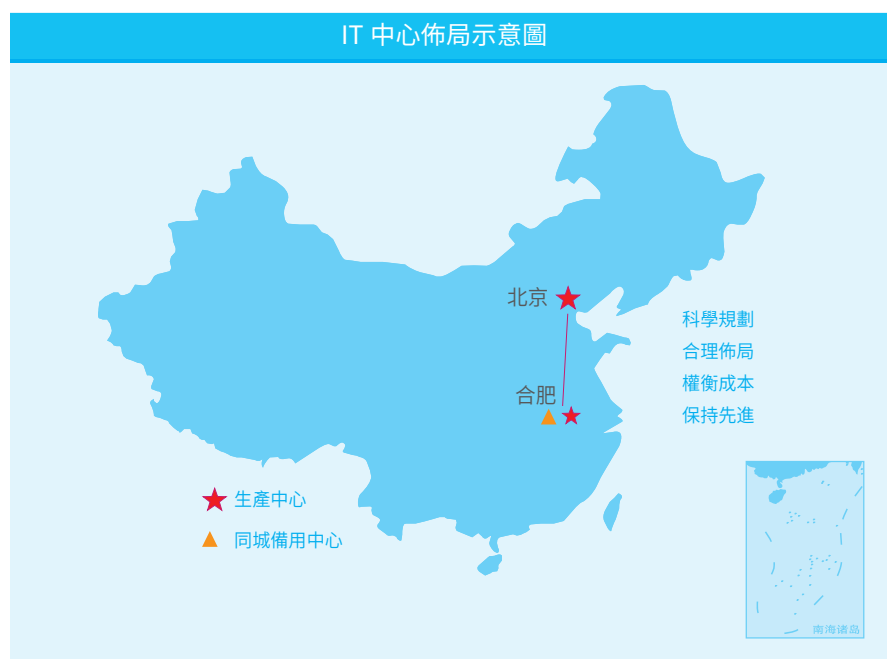 IT 中心佈局示意圖
北京
科學規劃
合理佈局
權衡成本
保持先進
合肥
生產中心
同城備用中心
南海诸岛